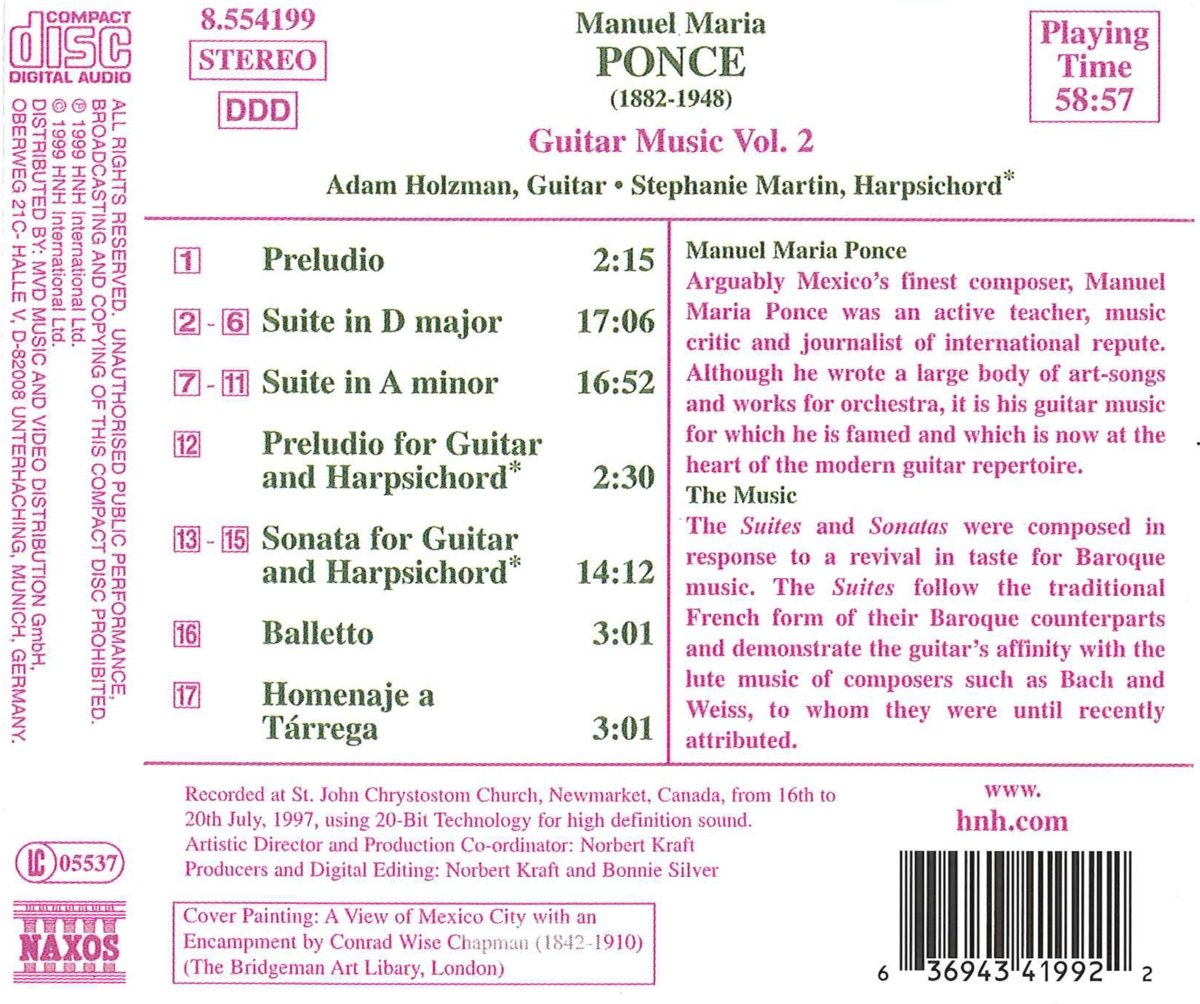 COMPACT
disc
DIGITAL AUDIO
8.554199
STEREO
DDD
Manuel Maria
PONCE
(1882-1948)
Guitar Music Vol. 2
Adam Holzman, Guitar • Stephanie Martin, Harpsichord*
Playing
Time
58:57
ALL RIGHTS RESERVED. UNAUTHORISED PUBLIC PERFORMANCE,
BROADCASTING AND COPYING OF THIS COMPACT DISC PROHIBITED.
℗ 1999 HNH International Ltd.
© 1999 HNH International Ltd.
DISTRIBUTED BY: MVD MUSIC AND VIDEO DISTRIBUTION GmbH,
OBERWEG 21C- HALLE V, D-82008 UNTERHACHING, MUNICH, GERMANY.
1 Preludio 2:15
2 - 6 Suite in D major 17:06
7 - 11 Suite in A minor 16:52
12 Preludio for Guitar
and Harpsichord* 2:30
13 - 15 Sonata for Guitar
and Harpsichord* 14:12
16 Balletto 3:01
17 Homenaje a
Tárrega 3:01
Manuel Maria Ponce
Arguably Mexico's finest composer, Manuel
Maria Ponce was an active teacher, music
critic and journalist of international repute.
Although he wrote a large body of art-songs
and works for orchestra, it is his guitar music
for which he is famed and which is now at the
heart of the modern guitar repertoire.
The Music
The Suites and Sonatas were composed in
response to a revival in taste for Baroque
music. The Suites follow the traditional
French form of their Baroque counterparts
and demonstrate the guitar's affinity with the
lute music of composers such as Bach and
Weiss, to whom they were until recently
attributed.
Recorded at St. John Chrystostom Church, Newmarket, Canada, from 16th to
20th July, 1997, using 20-Bit Technology for high definition sound.
Artistic Director and Production Co-ordinator: Norbert Kraft
Producers and Digital Editing: Norbert Kraft and Bonnie Silver
Cover Painting: A View of Mexico City with an
Encampment by Conrad Wise Chapman (1842-1910)
(The Bridgeman Art Libary, London)
www.
hnh.com
LC 05537
NAXOS
6 36943 41992 2